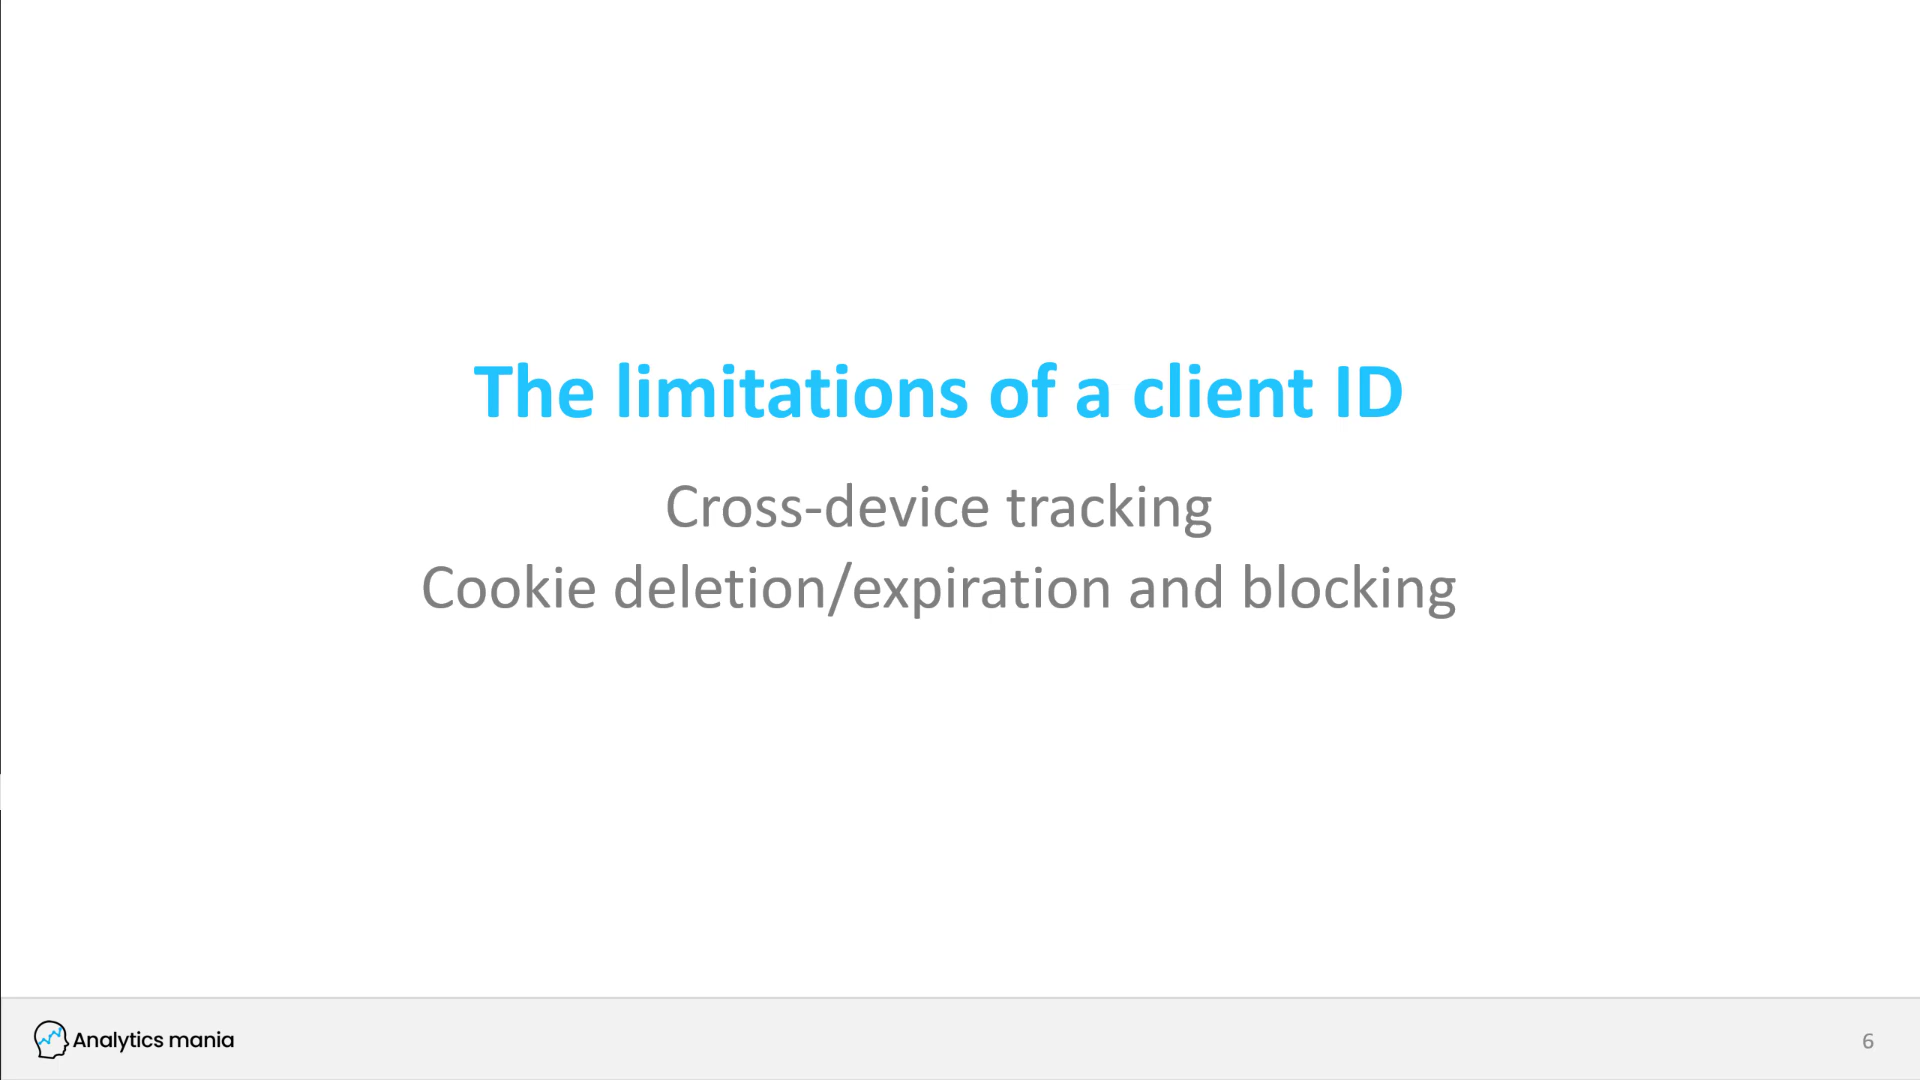 The limitations of a client ID
Cross-device tracking
Cookie deletion/expiration and blocking
Analytics mania
6